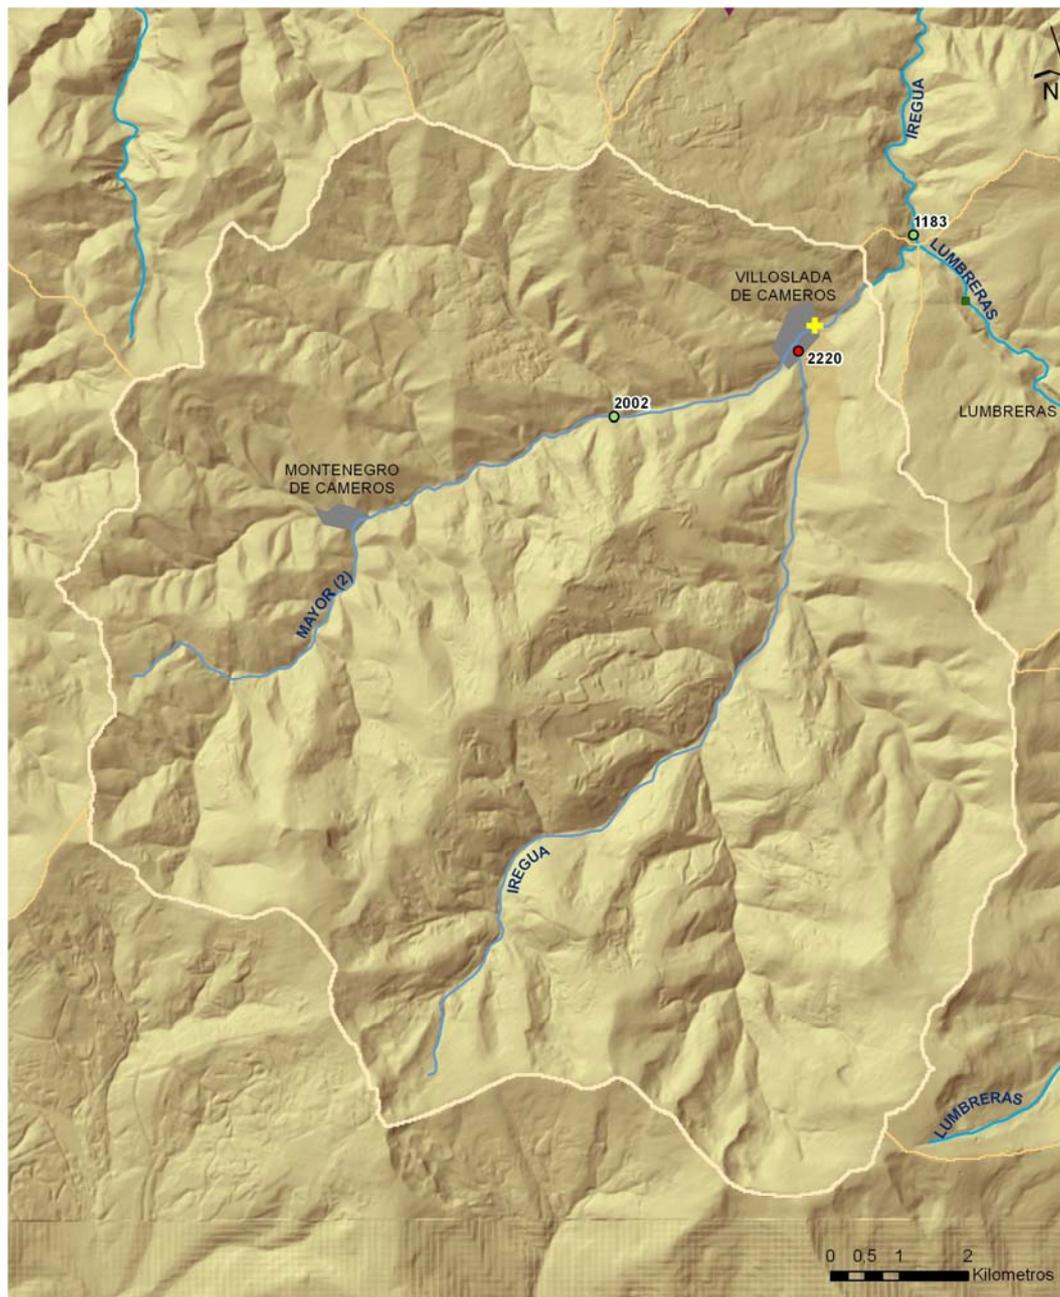 N
IREGUA
1183
LUMBRERAS
VILLOSLADA
DE CAMEROS
2220
2002
LUMBRERAS
MONTENEGRO
DE CAMEROS
MAYOR (2)
IREGUA
LUMBRERAS
0 0,5 1 2
Kilometros